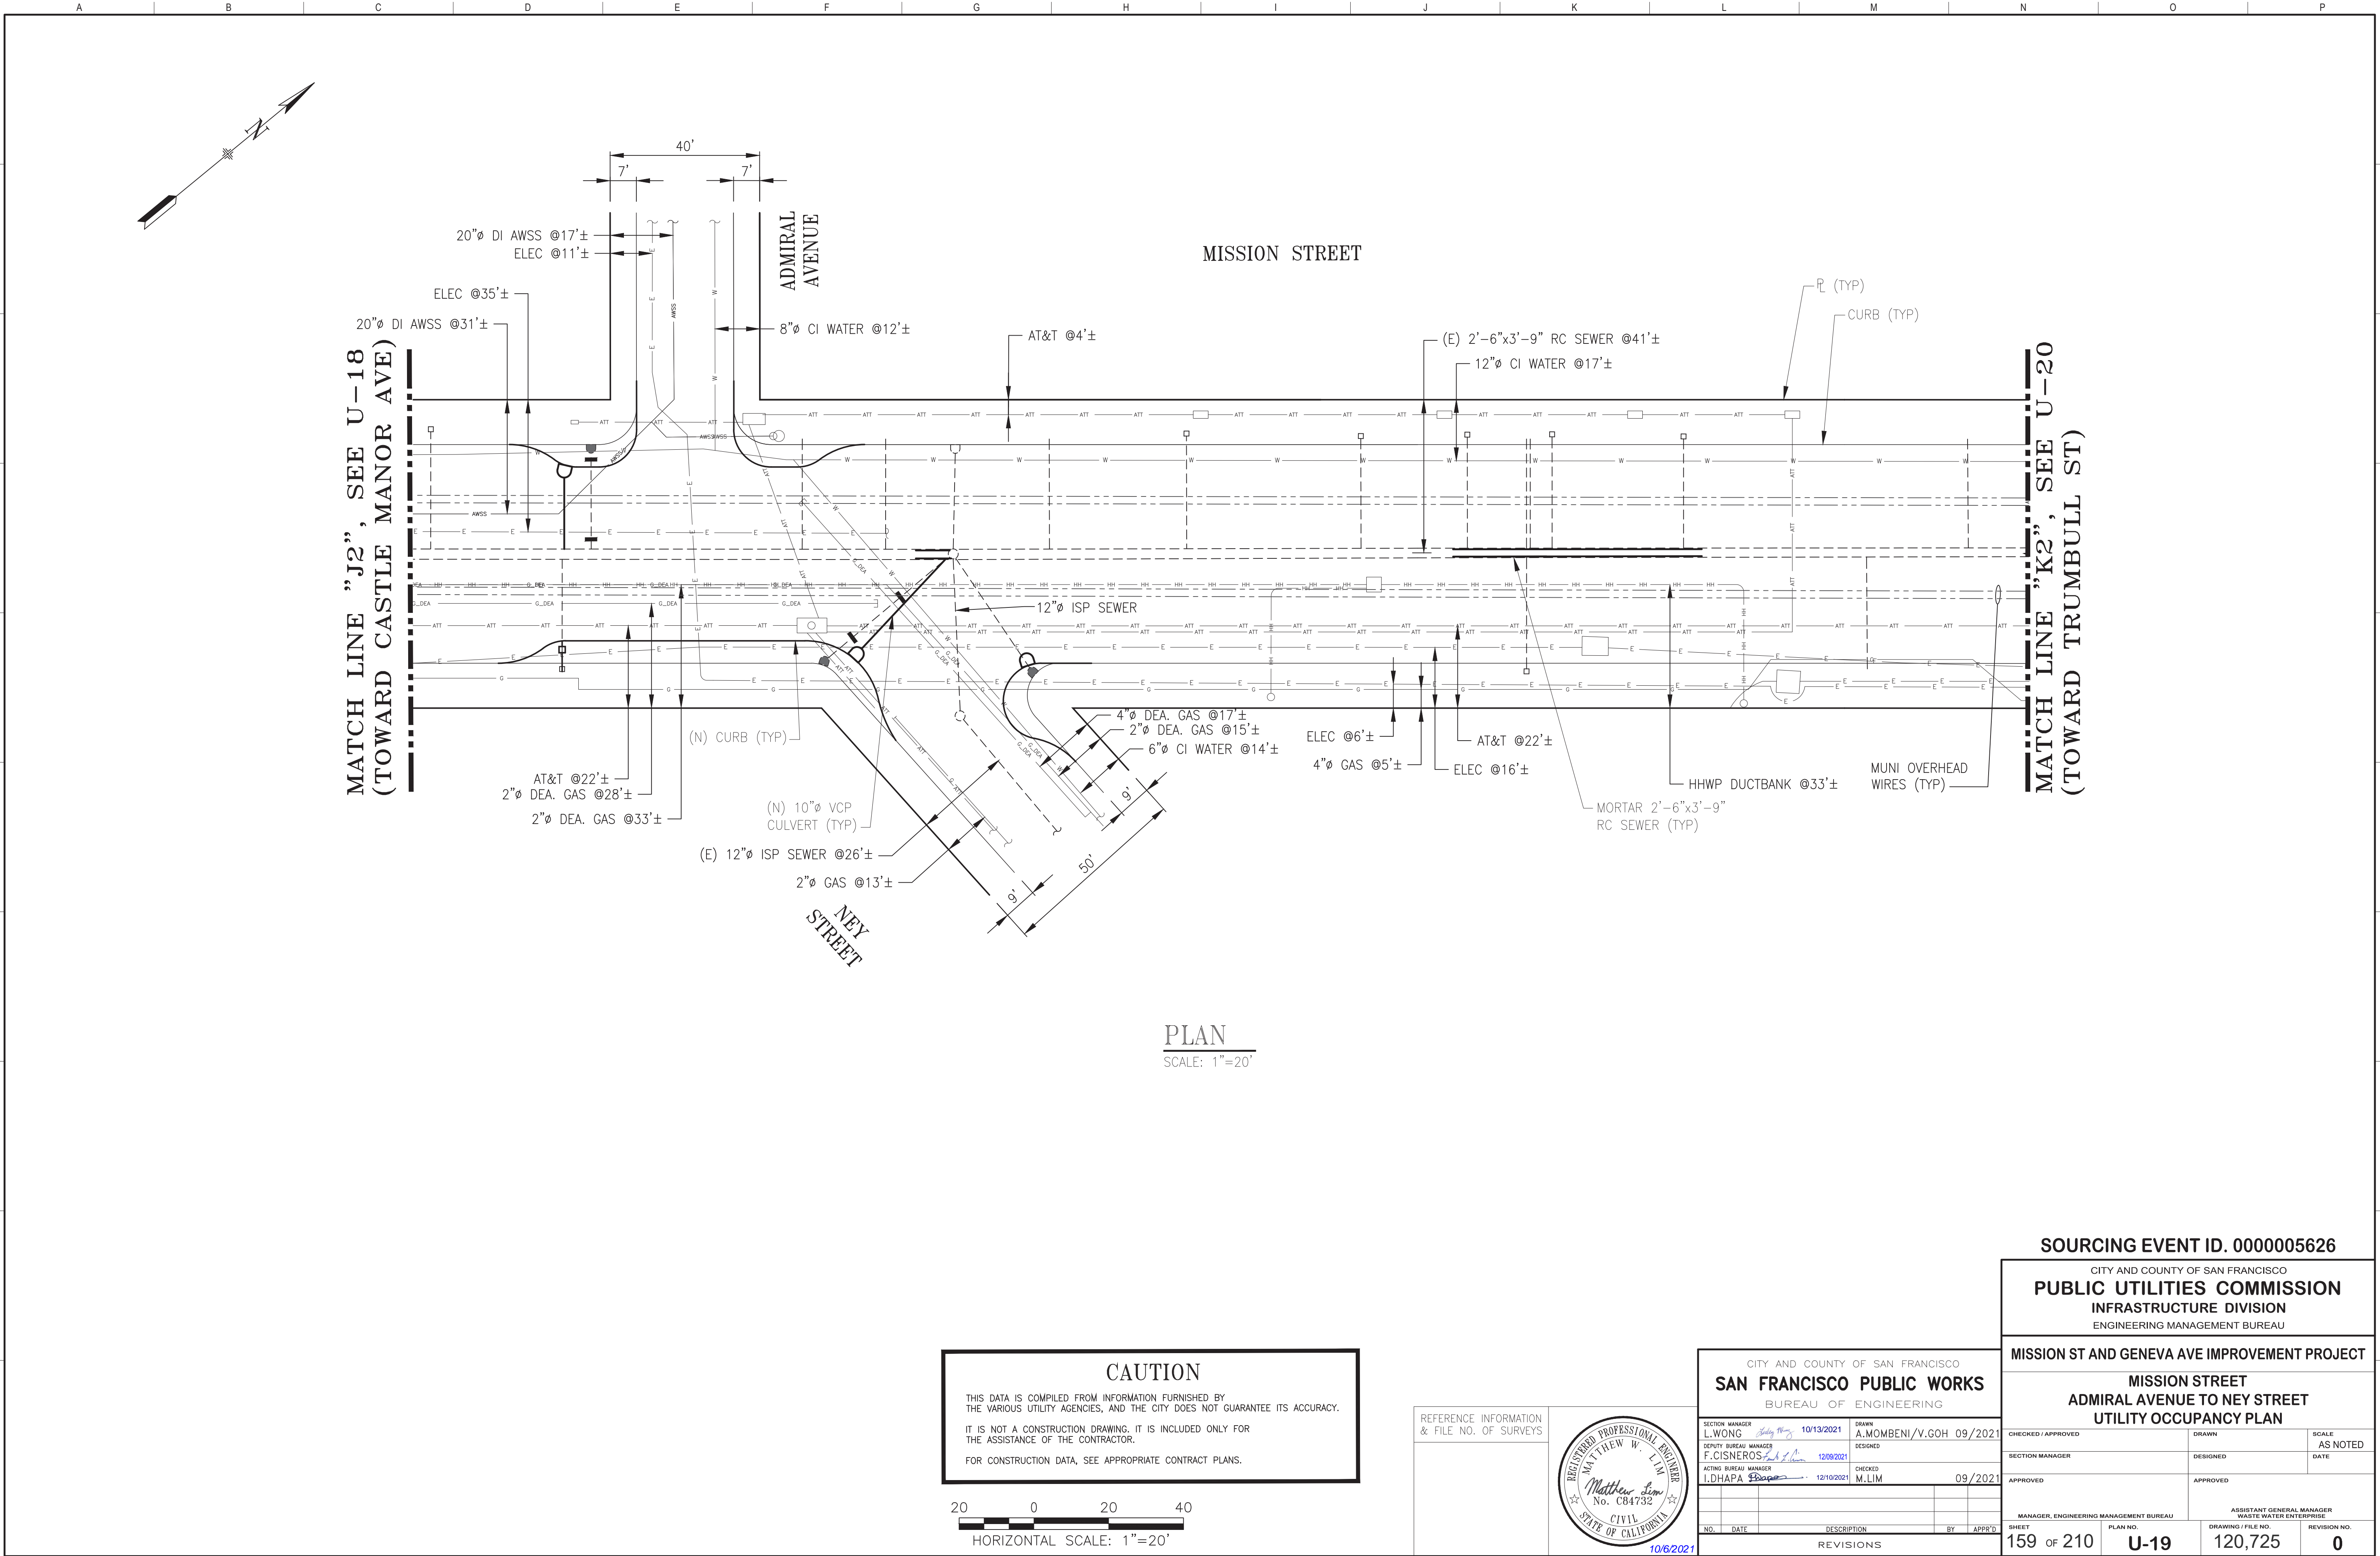 A B C D E F G H I J K L M N O P
N
40'
7' 7'
ADMIRAL
AVENUE
MISSION STREET
20"ø DI AWSS @17'±
ELEC @11'±
ELEC @35'±
20"ø DI AWSS @31'±
8"ø CI WATER @12'±
AT&T @4'±
(E) 2'-6"x3'-9" RC SEWER @41'±
12"ø CI WATER @17'±
PL (TYP)
CURB (TYP)
MATCH LINE "J2", SEE U-18
(TOWARD CASTLE MANOR AVE)
MATCH LINE "K2", SEE U-20
(TOWARD TRUMBULL ST)
12"ø ISP SEWER
(N) CURB (TYP)
AT&T @22'±
2"ø DEA. GAS @28'±
2"ø DEA. GAS @33'±
(N) 10"ø VCP
CULVERT (TYP)
(E) 12"ø ISP SEWER @26'±
2"ø GAS @13'±
4"ø DEA. GAS @17'±
2"ø DEA. GAS @15'±
6"ø CI WATER @14'±
9'
50'
9'
NEY
STREET
ELEC @6'±
4"ø GAS @5'±
AT&T @22'±
ELEC @16'±
HHWP DUCTBANK @33'±
MORTAR 2'-6"x3'-9"
RC SEWER (TYP)
MUNI OVERHEAD
WIRES (TYP)
PLAN
SCALE: 1"=20'
CAUTION
THIS DATA IS COMPILED FROM INFORMATION FURNISHED BY
THE VARIOUS UTILITY AGENCIES, AND THE CITY DOES NOT GUARANTEE ITS ACCURACY.
IT IS NOT A CONSTRUCTION DRAWING. IT IS INCLUDED ONLY FOR
THE ASSISTANCE OF THE CONTRACTOR.
FOR CONSTRUCTION DATA, SEE APPROPRIATE CONTRACT PLANS.
20 0 20 40
HORIZONTAL SCALE: 1"=20'
REFERENCE INFORMATION
& FILE NO. OF SURVEYS
REGISTERED PROFESSIONAL ENGINEER
MATTHEW W. LIM
Matthew Lim
No. C84732
CIVIL
STATE OF CALIFORNIA
10/6/2021
CITY AND COUNTY OF SAN FRANCISCO
SAN FRANCISCO PUBLIC WORKS
BUREAU OF ENGINEERING
SECTION MANAGER
L.WONG 10/13/2021
DRAWN
A.MOMBENI/V.GOH 09/2021
DEPUTY BUREAU MANAGER
F.CISNEROS 12/09/2021
DESIGNED
ACTING BUREAU MANAGER
I.DHAPA 12/10/2021
CHECKED
M.LIM 09/2021
NO. DATE DESCRIPTION BY APPR'D
REVISIONS
SOURCING EVENT ID. 0000005626
CITY AND COUNTY OF SAN FRANCISCO
PUBLIC UTILITIES COMMISSION
INFRASTRUCTURE DIVISION
ENGINEERING MANAGEMENT BUREAU
MISSION ST AND GENEVA AVE IMPROVEMENT PROJECT
MISSION STREET
ADMIRAL AVENUE TO NEY STREET
UTILITY OCCUPANCY PLAN
CHECKED / APPROVED DRAWN SCALE
AS NOTED
SECTION MANAGER DESIGNED DATE
APPROVED APPROVED
MANAGER, ENGINEERING MANAGEMENT BUREAU
ASSISTANT GENERAL MANAGER
WASTE WATER ENTERPRISE
SHEET PLAN NO. DRAWING / FILE NO. REVISION NO.
159 OF 210 U-19 120,725 0